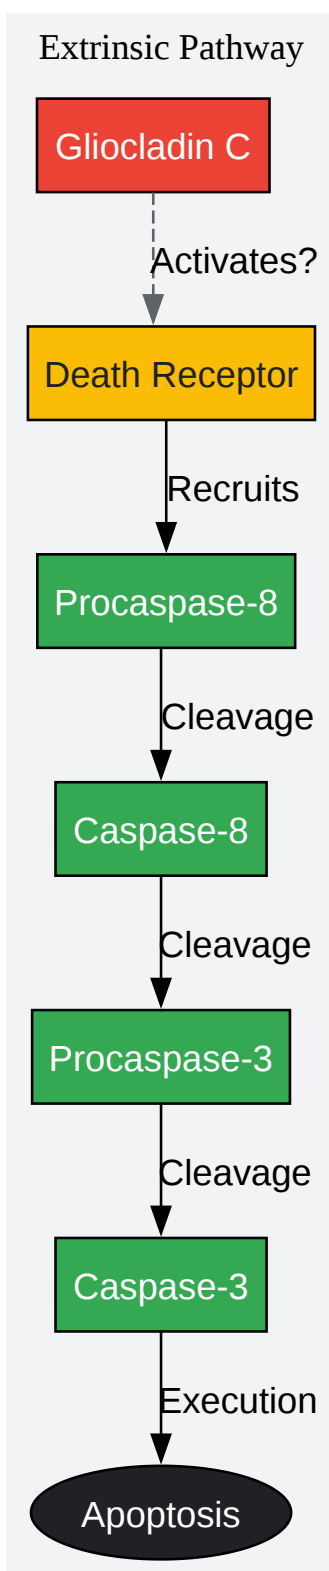 Extrinsic Pathway
Gliocladin C
Activates?
Death Receptor
Recruits
Procaspase-8
Cleavage
Caspase-8
Cleavage
Procaspase-3
Cleavage
Caspase-3
Execution
Apoptosis